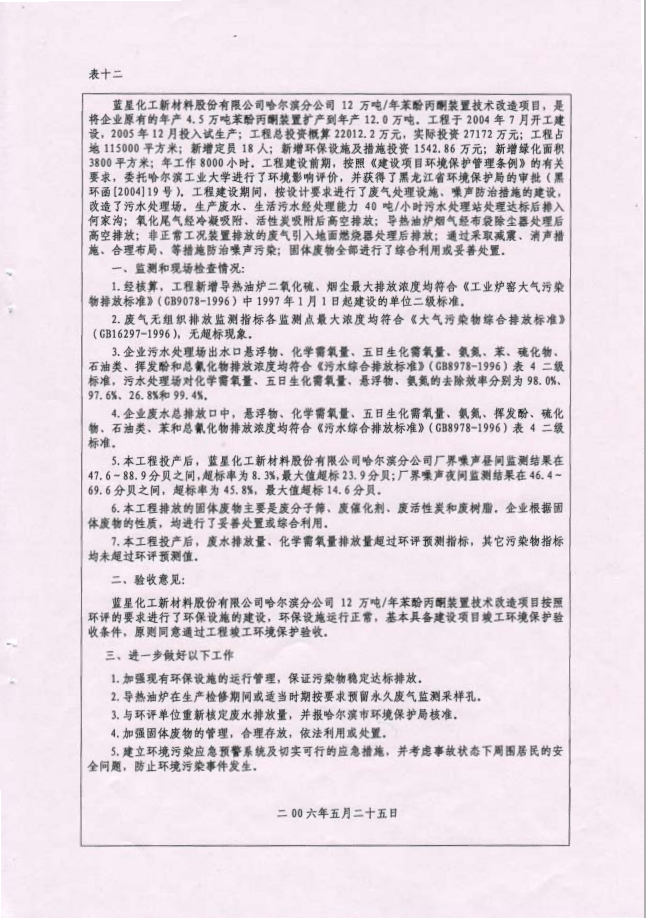 表十二
蓝星化工新材料股份有限公司哈尔滨分公司 12 万吨/年苯酚丙酮装置技术改造项目，是
将企业原有的年产 4.5 万吨苯酚丙酮装置扩产到年产 12.0 万吨。工程于 2004 年 7 月开工建
设，2005 年 12 月投入试生产；工程总投资概算 22012.2 万元，实际投资 27172 万元；工程占
地 115000 平方米；新增定员 18 人；新增环保设施及措施投资 1542.86 万元；新增绿化面积
3800 平方米；年工作 8000 小时。工程建设前期，按照《建设项目环境保护管理条例》的有关
要求，委托哈尔滨工业大学进行了环境影响评价，并获得了黑龙江省环境保护局的审批（黑
环函[2004]19 号）。工程建设期间，按设计要求进行了废气处理设施、噪声防治措施的建设，
改造了污水处理场。生产废水、生活污水经处理能力 40 吨/小时污水处理站处理达标后排入
何家沟；氧化尾气经冷凝吸附、活性炭吸附后高空排放；导热油炉烟气经布袋除尘器处理后
高空排放；非正常工况装置排放的废气引入地面燃烧器处理后排放；通过采取减震、消声措
施、合理布局、等措施防治噪声污染；固体废物全部进行了综合利用或妥善处置。
一、监测和现场检查情况：
1.经核算，工程新增导热油炉二氧化硫、烟尘最大排放浓度均符合《工业炉窑大气污染
物排放标准》（GB9078-1996）中 1997 年 1 月 1 日起建设的单位二级标准。
2.废气无组织排放监测指标各监测点最大浓度均符合《大气污染物综合排放标准》
（GB16297-1996），无超标现象。
3.企业污水处理场出水口悬浮物、化学需氧量、五日生化需氧量、氨氮、苯、硫化物、
石油类、挥发酚和总氰化物排放浓度均符合《污水综合排放标准》（GB8978-1996）表 4 二级
标准，污水处理场对化学需氧量、五日生化需氧量、悬浮物、氨氮的去除效率分别为 98.0%、
97.6%、26.8%和 99.4%。
4.企业废水总排放口中，悬浮物、化学需氧量、五日生化需氧量、氨氮、挥发酚、硫化
物、石油类、苯和总氰化物排放浓度均符合《污水综合排放标准》（GB8978-1996）表 4 二级
标准。
5.本工程投产后，蓝星化工新材料股份有限公司哈尔滨分公司厂界噪声昼间监测结果在
47.6~88.9 分贝之间，超标率为 8.3%，最大值超标 23.9 分贝；厂界噪声夜间监测结果在 46.4~
69.6 分贝之间，超标率为 45.8%，最大值超标 14.6 分贝。
6.本工程排放的固体废物主要是废分子筛、废催化剂、废活性炭和废树脂。企业根据固
体废物的性质，均进行了妥善处置或综合利用。
7.本工程投产后，废水排放量、化学需氧量排放量超过环评预测指标，其它污染物指标
均未超过环评预测值。
二、验收意见：
蓝星化工新材料股份有限公司哈尔滨分公司 12 万吨/年苯酚丙酮装置技术改造项目按照
环评的要求进行了环保设施的建设，环保设施运行正常，基本具备建设项目竣工环境保护验
收条件，原则同意通过工程竣工环境保护验收。
三、进一步做好以下工作
1.加强现有环保设施的运行管理，保证污染物稳定达标排放。
2.导热油炉在生产检修期间或适当时期按要求预留永久废气监测采样孔。
3.与环评单位重新核定废水排放量，并报哈尔滨市环境保护局核准。
4.加强固体废物的管理，合理存放，依法利用或处置。
5.建立环境污染应急预警系统及切实可行的应急措施，并考虑事故状态下周围居民的安
全问题，防止环境污染事件发生。
二 00 六年五月二十五日